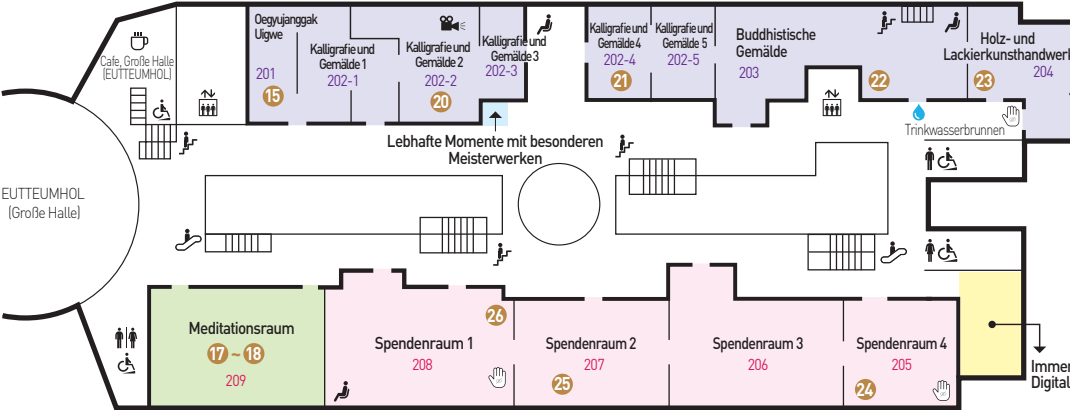 Cafe, Große Halle
(EUTTEUMHOL)
EUTTEUMHOL
(Große Halle)
Oegyujanggak
Uigwe
201
15
Kalligrafie und
Gemälde 1
202-1
Kalligrafie und
Gemälde 2
202-2
20
Kalligrafie und
Gemälde 3
202-3
Lebhafte Momente mit besonderen
Meisterwerken
Kalligrafie und
Gemälde 4
202-4
21
Kalligrafie und
Gemälde 5
202-5
Buddhistische
Gemälde
203
22
Holz- und
Lackierkunsthandwerk
23
204
Trinkwasserbrunnen
Meditationsraum
17 ~ 18
209
Spendenraum 1
208
26
Spendenraum 2
207
25
Spendenraum 3
206
Spendenraum 4
205
24
Immer
Digital